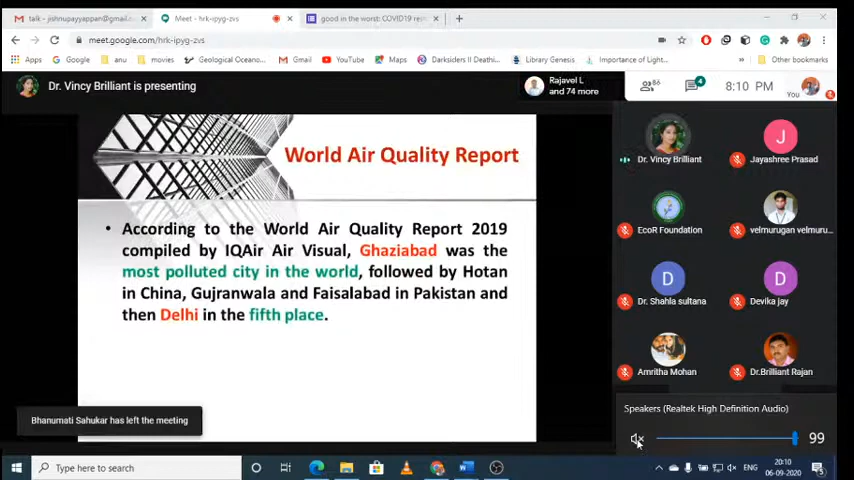 talk - jishnupayyappan@gmail.c
Meet - hrk-ipyg-zvs
good in the worst: COVID19 rem
meet.google.com/hrk-ipyg-zvs
Apps
Google
anu
movies
Geological Oceano...
Gmail
YouTube
Maps
Darksiders II Deathi...
Library Genesis
Importance of Light...
»
Other bookmarks
Dr. Vincy Brilliant is presenting
Rajavel L
and 74 more
86
4
8:10 PM
You
World Air Quality Report
• According to the World Air Quality Report 2019
compiled by IQAir Air Visual, Ghaziabad was the
most polluted city in the world, followed by Hotan
in China, Gujranwala and Faisalabad in Pakistan and
then Delhi in the fifth place.
Dr. Vincy Brilliant
J
Jayashree Prasad
EcoR Foundation
velmurugan velmuru...
D
Dr. Shahla sultana
D
Devika jay
Amritha Mohan
Dr.Brilliant Rajan
Bhanumati Sahukar has left the meeting
Speakers (Realtek High Definition Audio)
99
Type here to search
ENG
20:10
06-09-2020
5